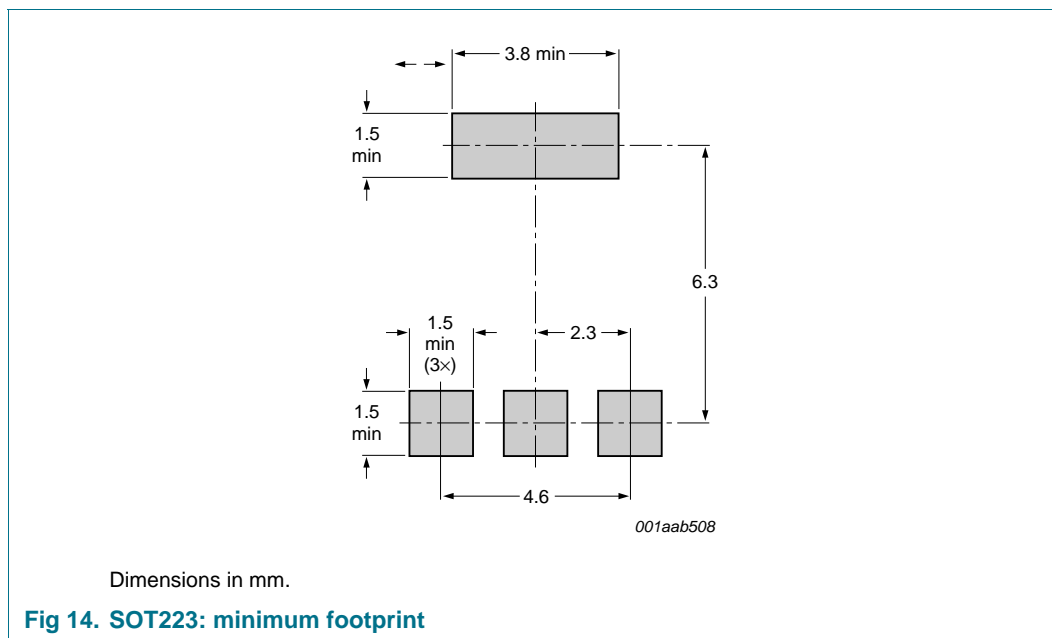 3.8 min
1.5
min
6.3
1.5
min
(3×)
2.3
1.5
min
4.6
001aab508
Dimensions in mm.
Fig 14. SOT223: minimum footprint